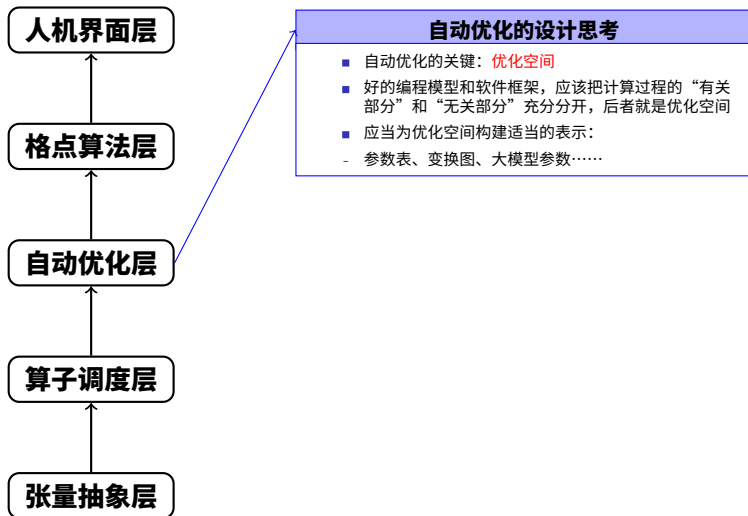 人机界面层
格点算法层
自动优化层
算子调度层
张量抽象层
自动优化的设计思考
自动优化的关键：优化空间
好的编程模型和软件框架，应该把计算过程的“有关
部分”和“无关部分”充分分开，后者就是优化空间
应当为优化空间构建适当的表示：
- 参数表、变换图、大模型参数……